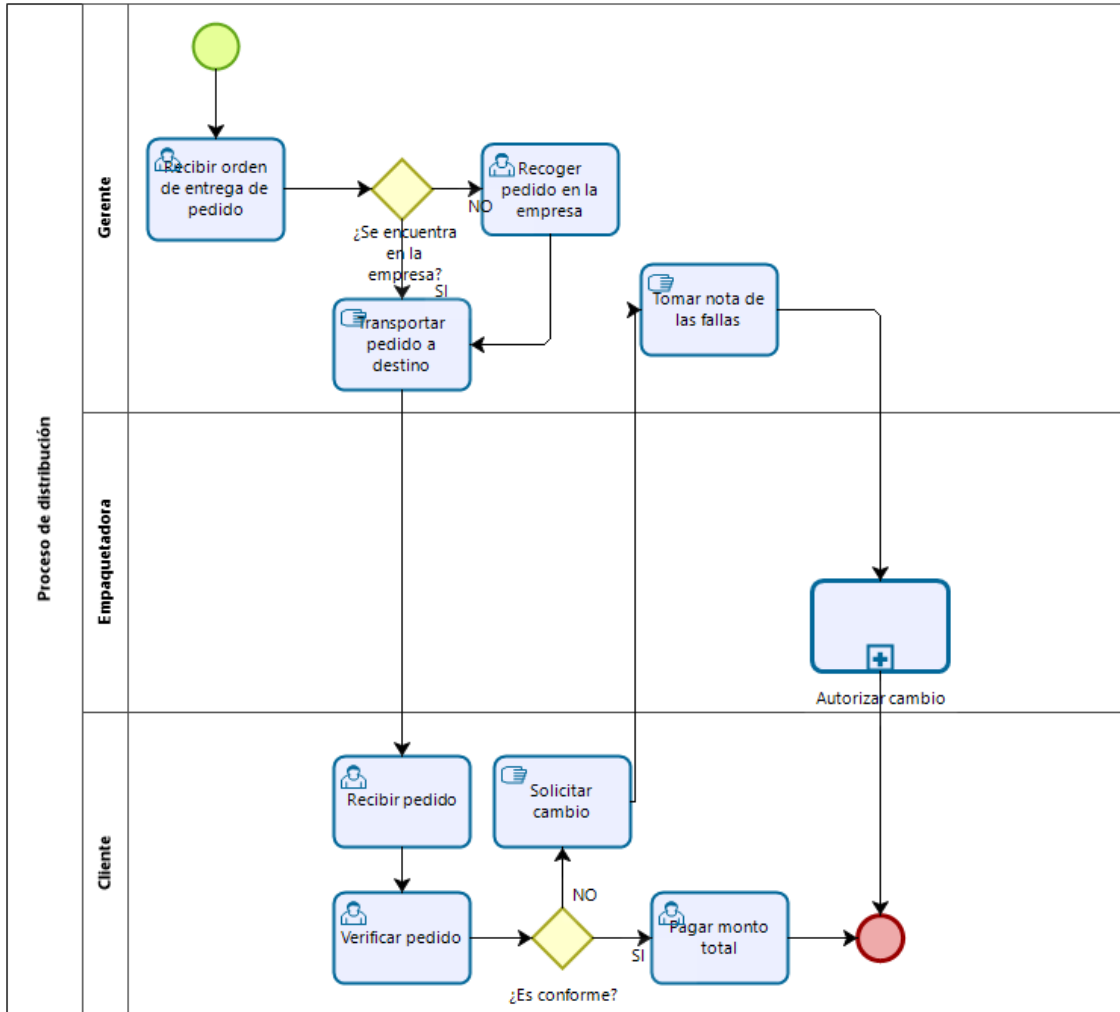 Proceso de distribución
Gerente
Recibir orden
de entrega de
pedido
¿Se encuentra
en la
empresa?
NO
SI
Recoger
pedido en la
empresa
Transportar
pedido a
destino
Tomar nota de
las fallas
Empaquetadora
Autorizar cambio
Cliente
Recibir pedido
Solicitar
cambio
Verificar pedido
NO
SI
¿Es conforme?
Pagar monto
total